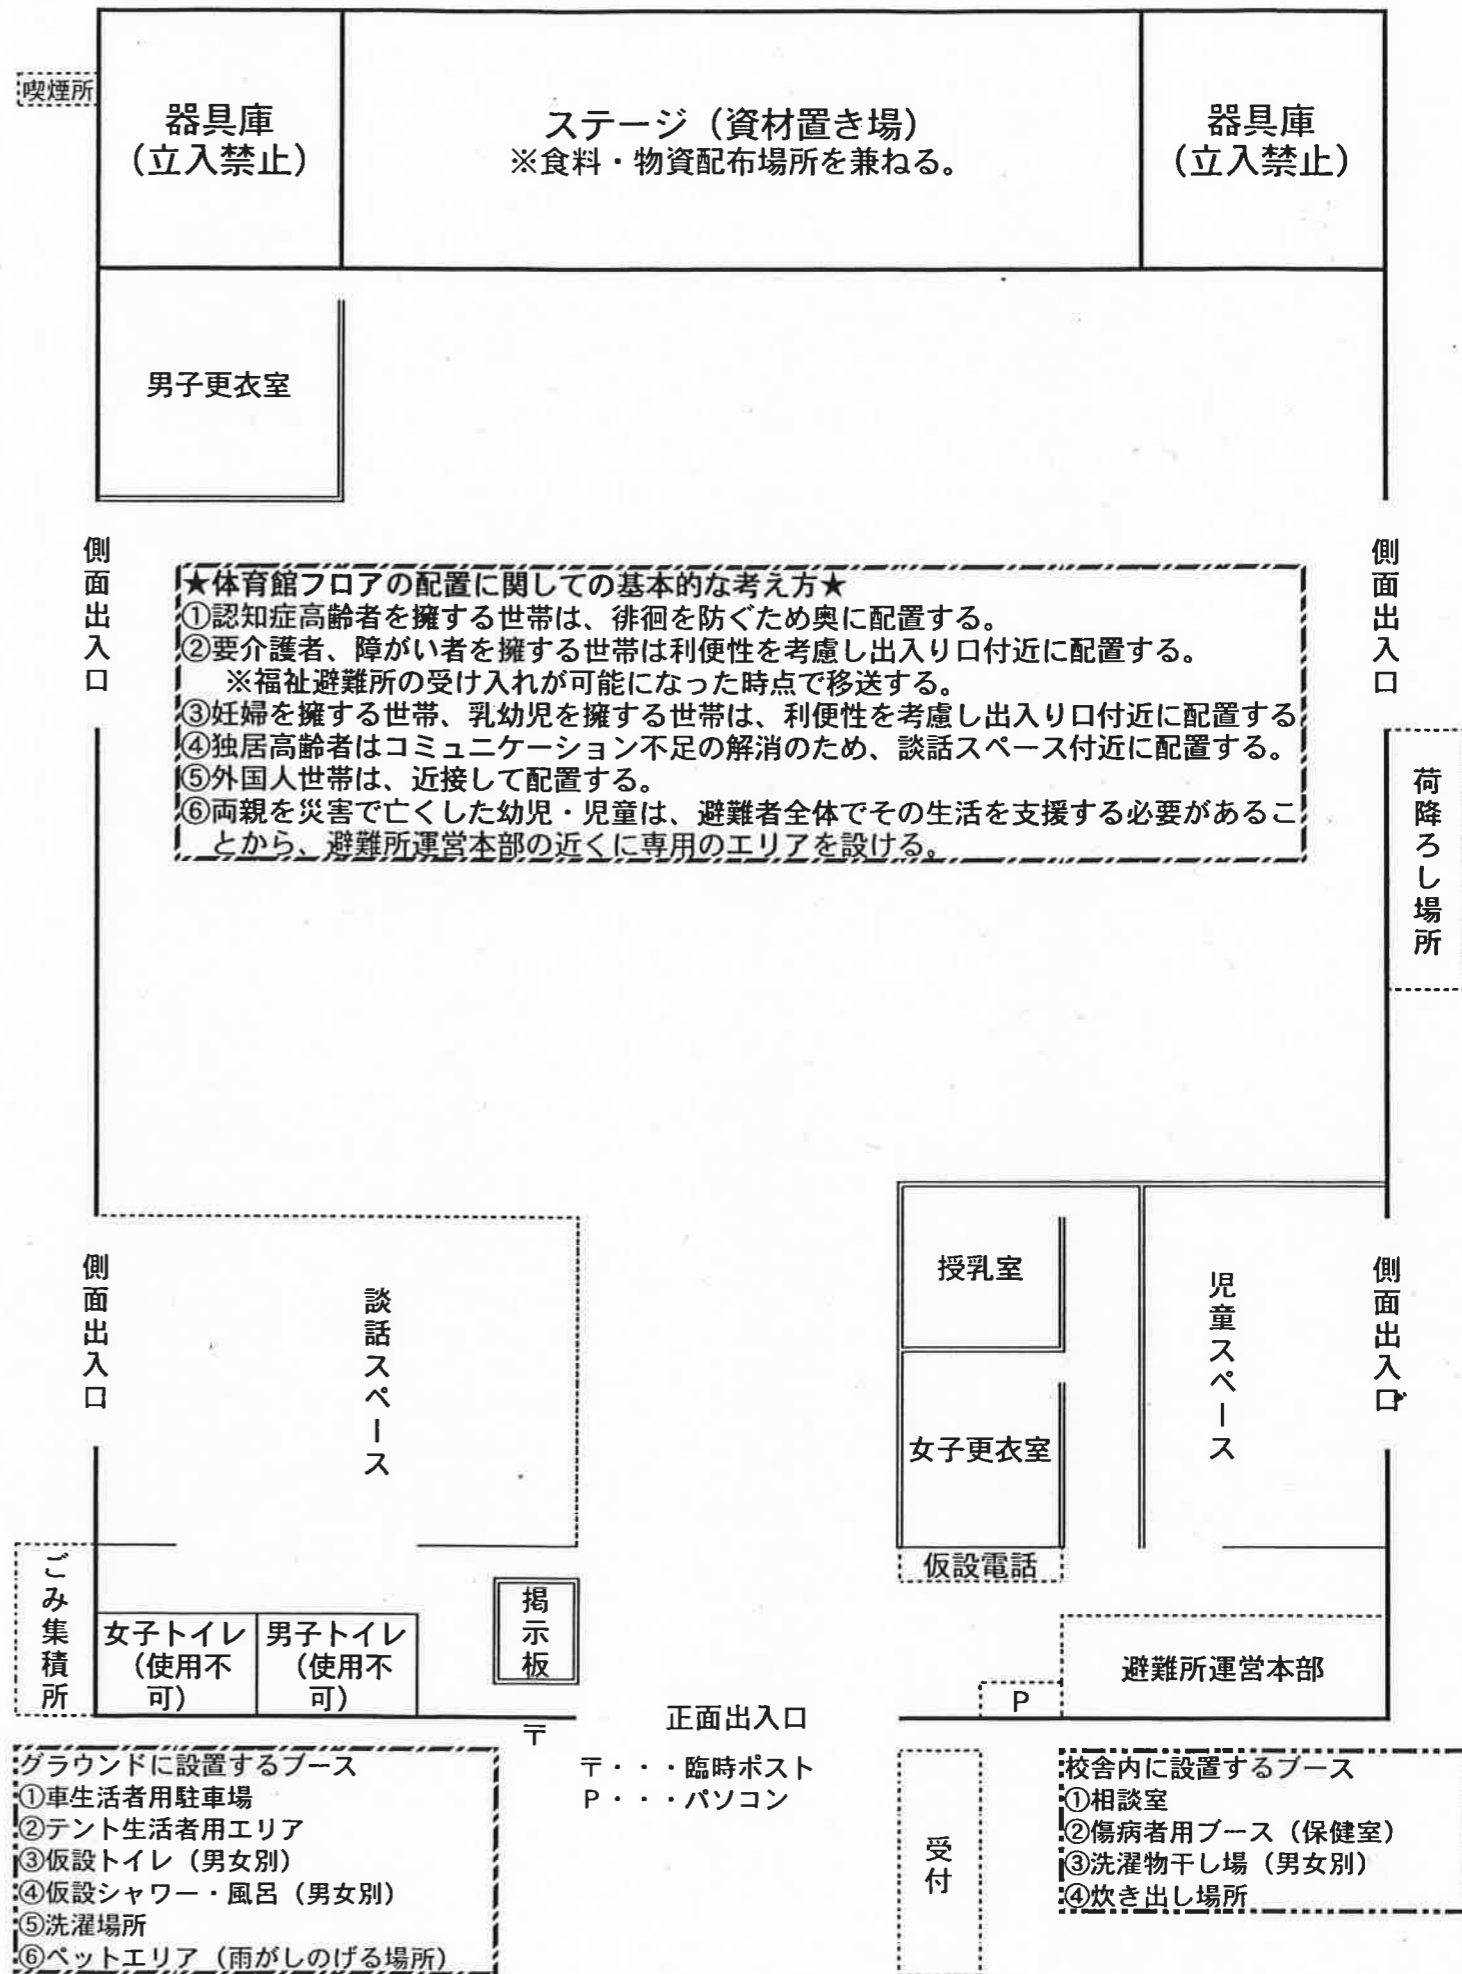 喫煙所
器具庫
(立入禁止)
ステージ（資材置き場）
※食料・物資配布場所を兼ねる。
器具庫
(立入禁止)
男子更衣室
側面出入口
側面出入口
★体育館フロアの配置に関しての基本的な考え方★
①認知症高齢者を擁する世帯は、徘徊を防ぐため奥に配置する。
②要介護者、障がい者を擁する世帯は利便性を考慮し出入り口付近に配置する。
※福祉避難所の受け入れが可能になった時点で移送する。
③妊婦を擁する世帯、乳幼児を擁する世帯は、利便性を考慮し出入り口付近に配置する
④独居高齢者はコミュニケーション不足の解消のため、談話スペース付近に配置する。
⑤外国人世帯は、近接して配置する。
⑥両親を災害で亡くした幼児・児童は、避難者全体でその生活を支援する必要があるこ
とから、避難所運営本部の近くに専用のエリアを設ける。
荷降ろし場所
側面出入口
談話スペース
授乳室
児童スペース
側面出入口
女子更衣室
仮設電話
ごみ集積所
女子トイレ
（使用不
可）
男子トイレ
（使用不
可）
掲示板
避難所運営本部
P
正面出入口
〒
〒・・・臨時ポスト
P・・・パソコン
受付
グラウンドに設置するブース
①車生活者用駐車場
②テント生活者用エリア
③仮設トイレ（男女別）
④仮設シャワー・風呂（男女別）
⑤洗濯場所
⑥ペットエリア（雨がしのげる場所）
校舎内に設置するブース
①相談室
②傷病者用ブース（保健室）
③洗濯物干し場（男女別）
④炊き出し場所